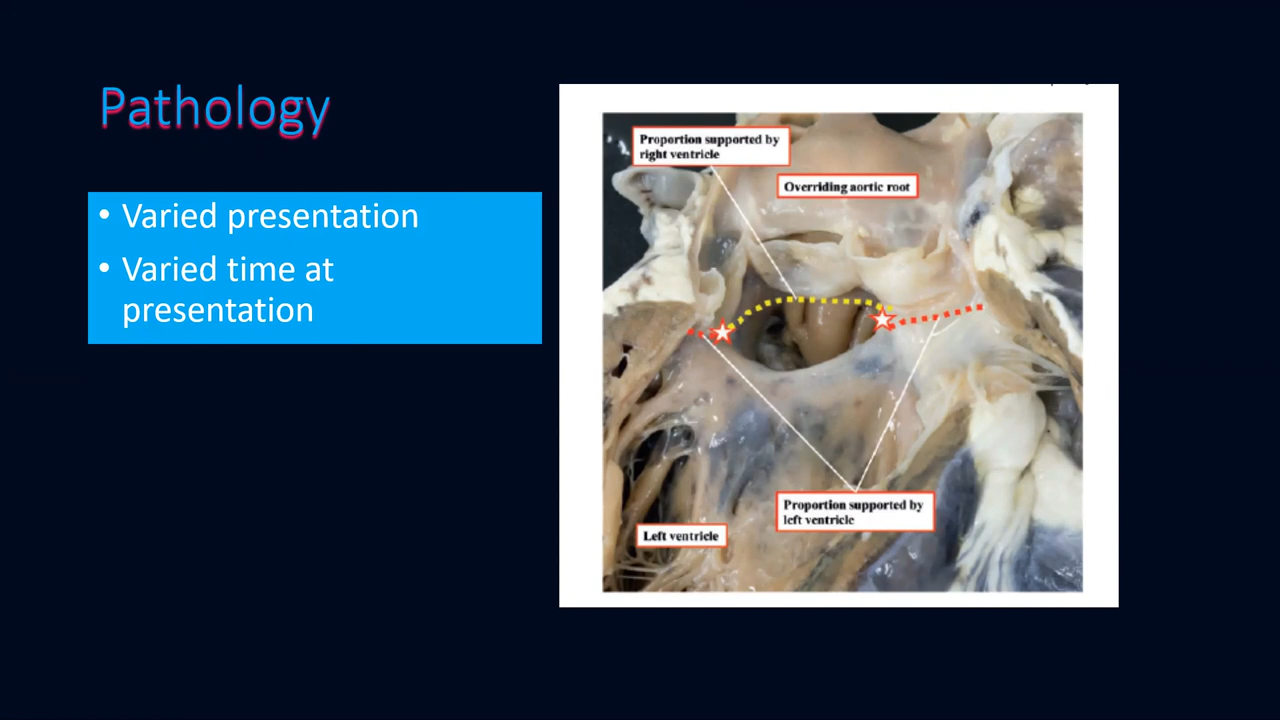 Pathology
• Varied presentation
• Varied time at
presentation
Proportion supported by
right ventricle
Overriding aortic root
Proportion supported by
left ventricle
Left ventricle